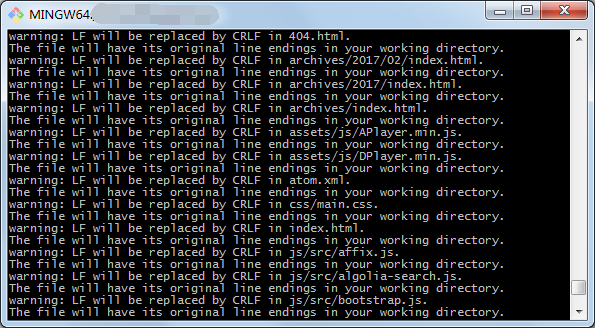 MINGW64:
warning: LF will be replaced by CRLF in 404.html.
The file will have its original line endings in your working directory.
warning: LF will be replaced by CRLF in archives/2017/02/index.html.
The file will have its original line endings in your working directory.
warning: LF will be replaced by CRLF in archives/2017/index.html.
The file will have its original line endings in your working directory.
warning: LF will be replaced by CRLF in archives/index.html.
The file will have its original line endings in your working directory.
warning: LF will be replaced by CRLF in assets/js/APlayer.min.js.
The file will have its original line endings in your working directory.
warning: LF will be replaced by CRLF in assets/js/DPlayer.min.js.
The file will have its original line endings in your working directory.
warning: LF will be replaced by CRLF in atom.xml.
The file will have its original line endings in your working directory.
warning: LF will be replaced by CRLF in css/main.css.
The file will have its original line endings in your working directory.
warning: LF will be replaced by CRLF in index.html.
The file will have its original line endings in your working directory.
warning: LF will be replaced by CRLF in js/src/affix.js.
The file will have its original line endings in your working directory.
warning: LF will be replaced by CRLF in js/src/algolia-search.js.
The file will have its original line endings in your working directory.
warning: LF will be replaced by CRLF in js/src/bootstrap.js.
The file will have its original line endings in your working directory.